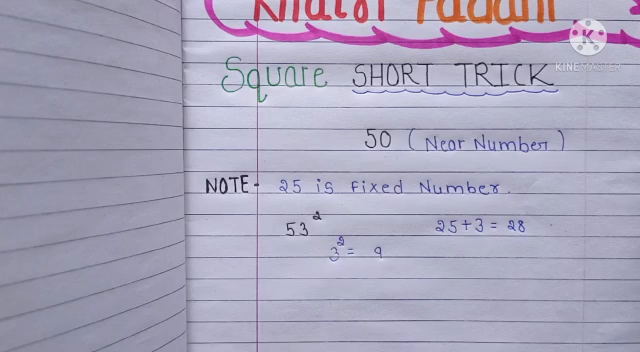 Square SHORT TRICK
KINEMASTER
50 (Near Number)
NOTE- 25 is Fixed Number.
53² 25+3=28
3²= 9